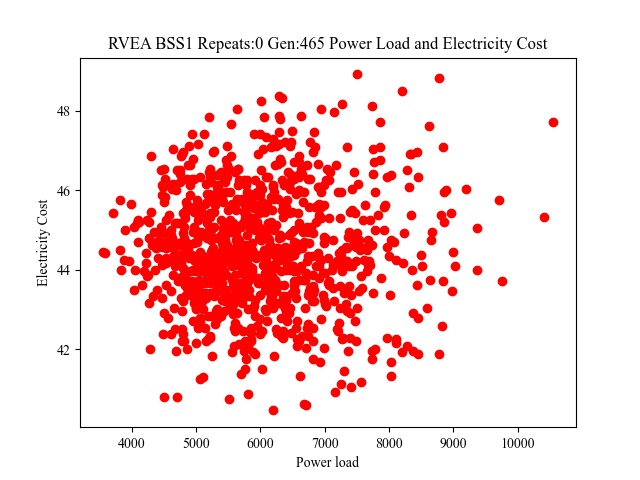 RVEA BSS1 Repeats:0 Gen:465 Power Load and Electricity Cost
Electricity Cost
48
46
44
42
4000 5000 6000 7000 8000 9000 10000
Power load